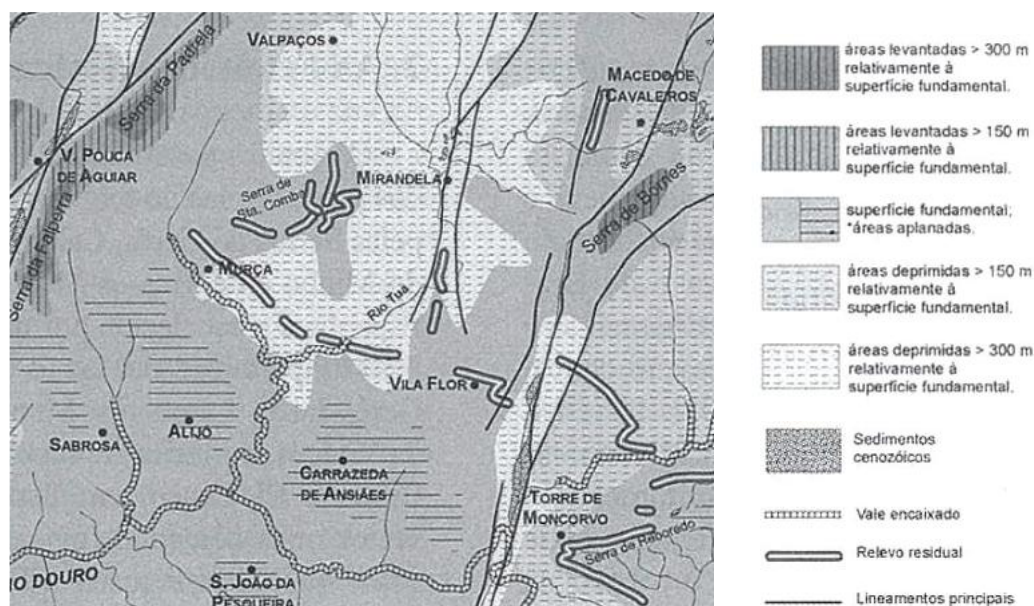 VALPAÇOS
MACEDO DE
CAVALEIROS
Serra da Padrela
V. POUCA
DE AGUIAR
MIRANDELA
Serra de
Sta. Comba
Serra de Bornes
Serra da Falperra
MURÇA
Rio Tua
VILA FLOR
ALIJÓ
SABROSA
CARRAZEDA
DE ANSIÃES
TORRE DE
MONCORVO
Serra de Reboredo
IO DOURO
S. JOÃO DA
PESQUEIRA
áreas levantadas > 300 m
relativamente à
superfície fundamental.
áreas levantadas > 150 m
relativamente à
superfície fundamental.
superfície fundamental;
*áreas aplanadas.
áreas deprimidas > 150 m
relativamente à
superfície fundamental.
áreas deprimidas > 300 m
relativamente à
superfície fundamental.
Sedimentos
cenozóicos
Vale encaixado
Relevo residual
Lineamentos principais